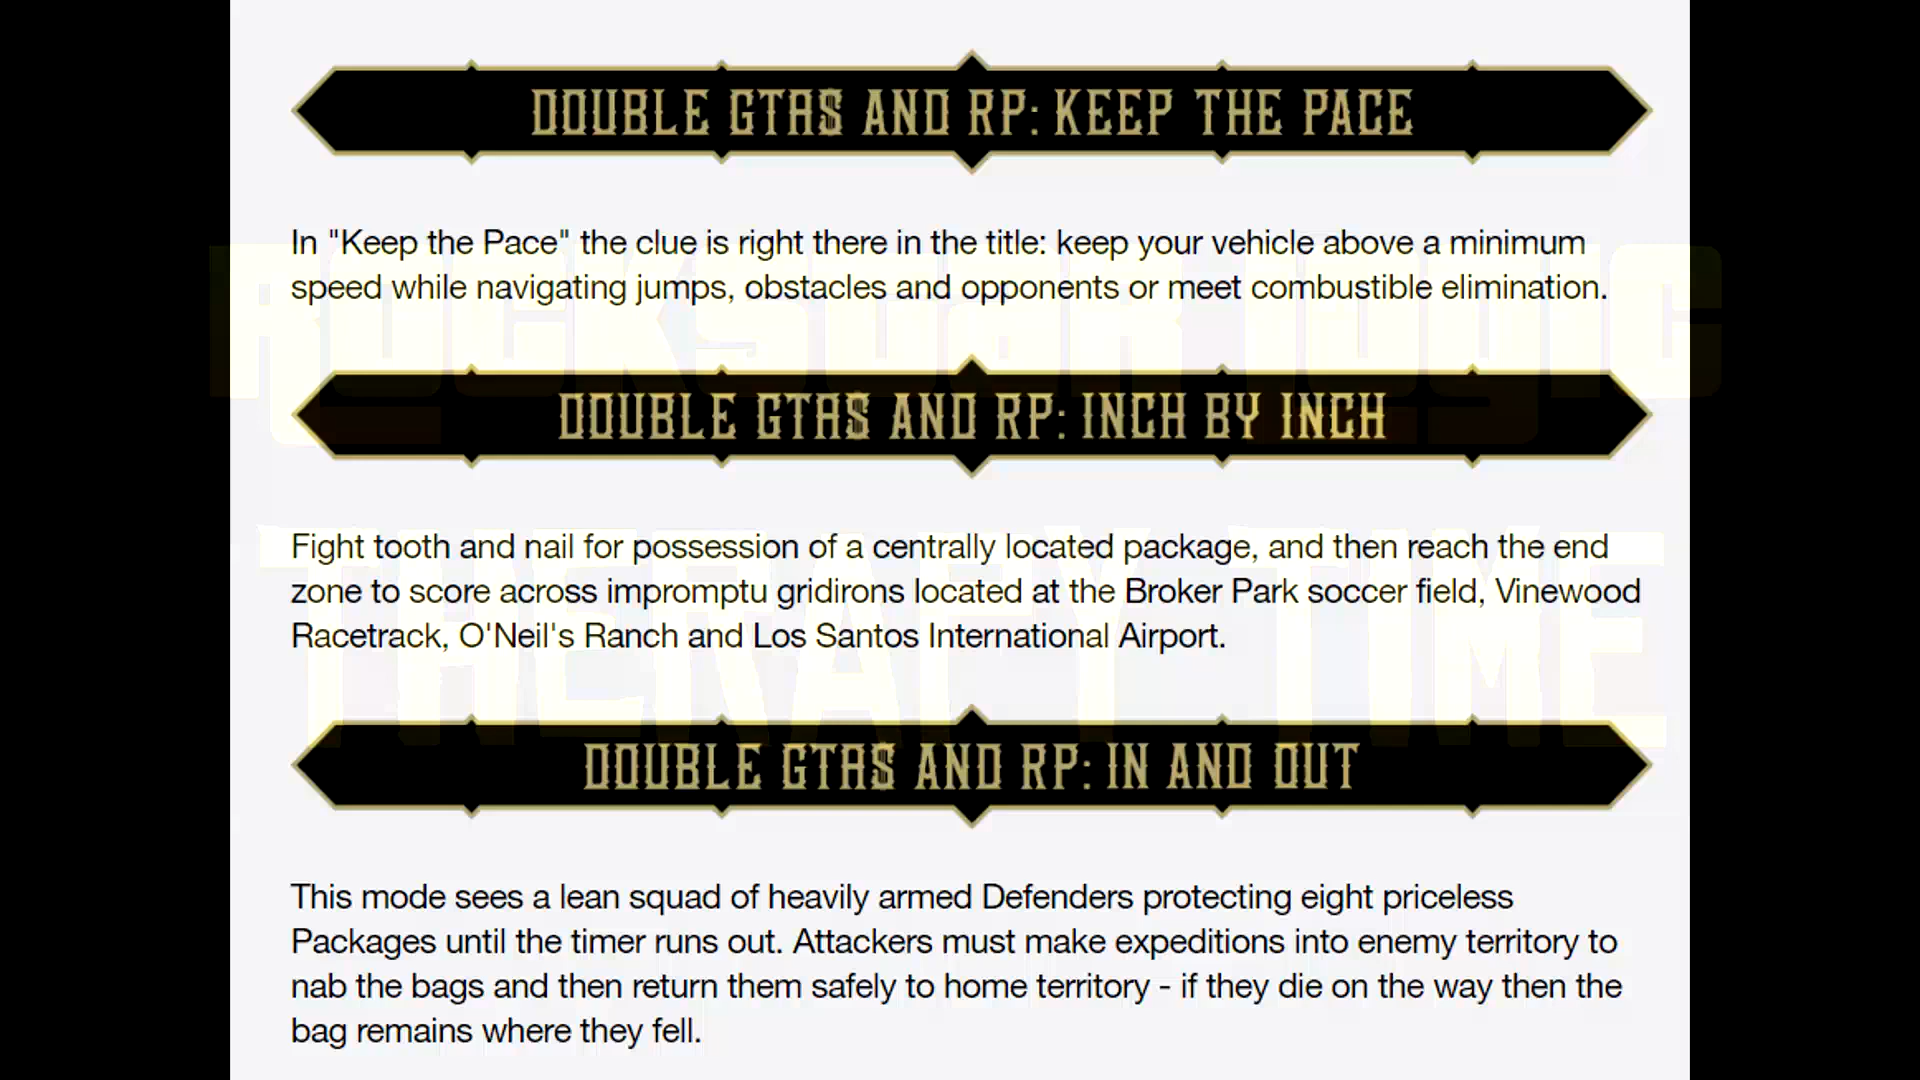 DOUBLE GTA$ AND RP: KEEP THE PACE
In "Keep the Pace" the clue is right there in the title: keep your vehicle above a minimum
speed while navigating jumps, obstacles and opponents or meet combustible elimination.
ROCKSTAR LOGIC
DOUBLE GTA$ AND RP: INCH BY INCH
Fight tooth and nail for possession of a centrally located package, and then reach the end
zone to score across impromptu gridirons located at the Broker Park soccer field, Vinewood
Racetrack, O'Neil's Ranch and Los Santos International Airport.
THERAPY TIME
DOUBLE GTA$ AND RP: IN AND OUT
This mode sees a lean squad of heavily armed Defenders protecting eight priceless
Packages until the timer runs out. Attackers must make expeditions into enemy territory to
nab the bags and then return them safely to home territory - if they die on the way then the
bag remains where they fell.